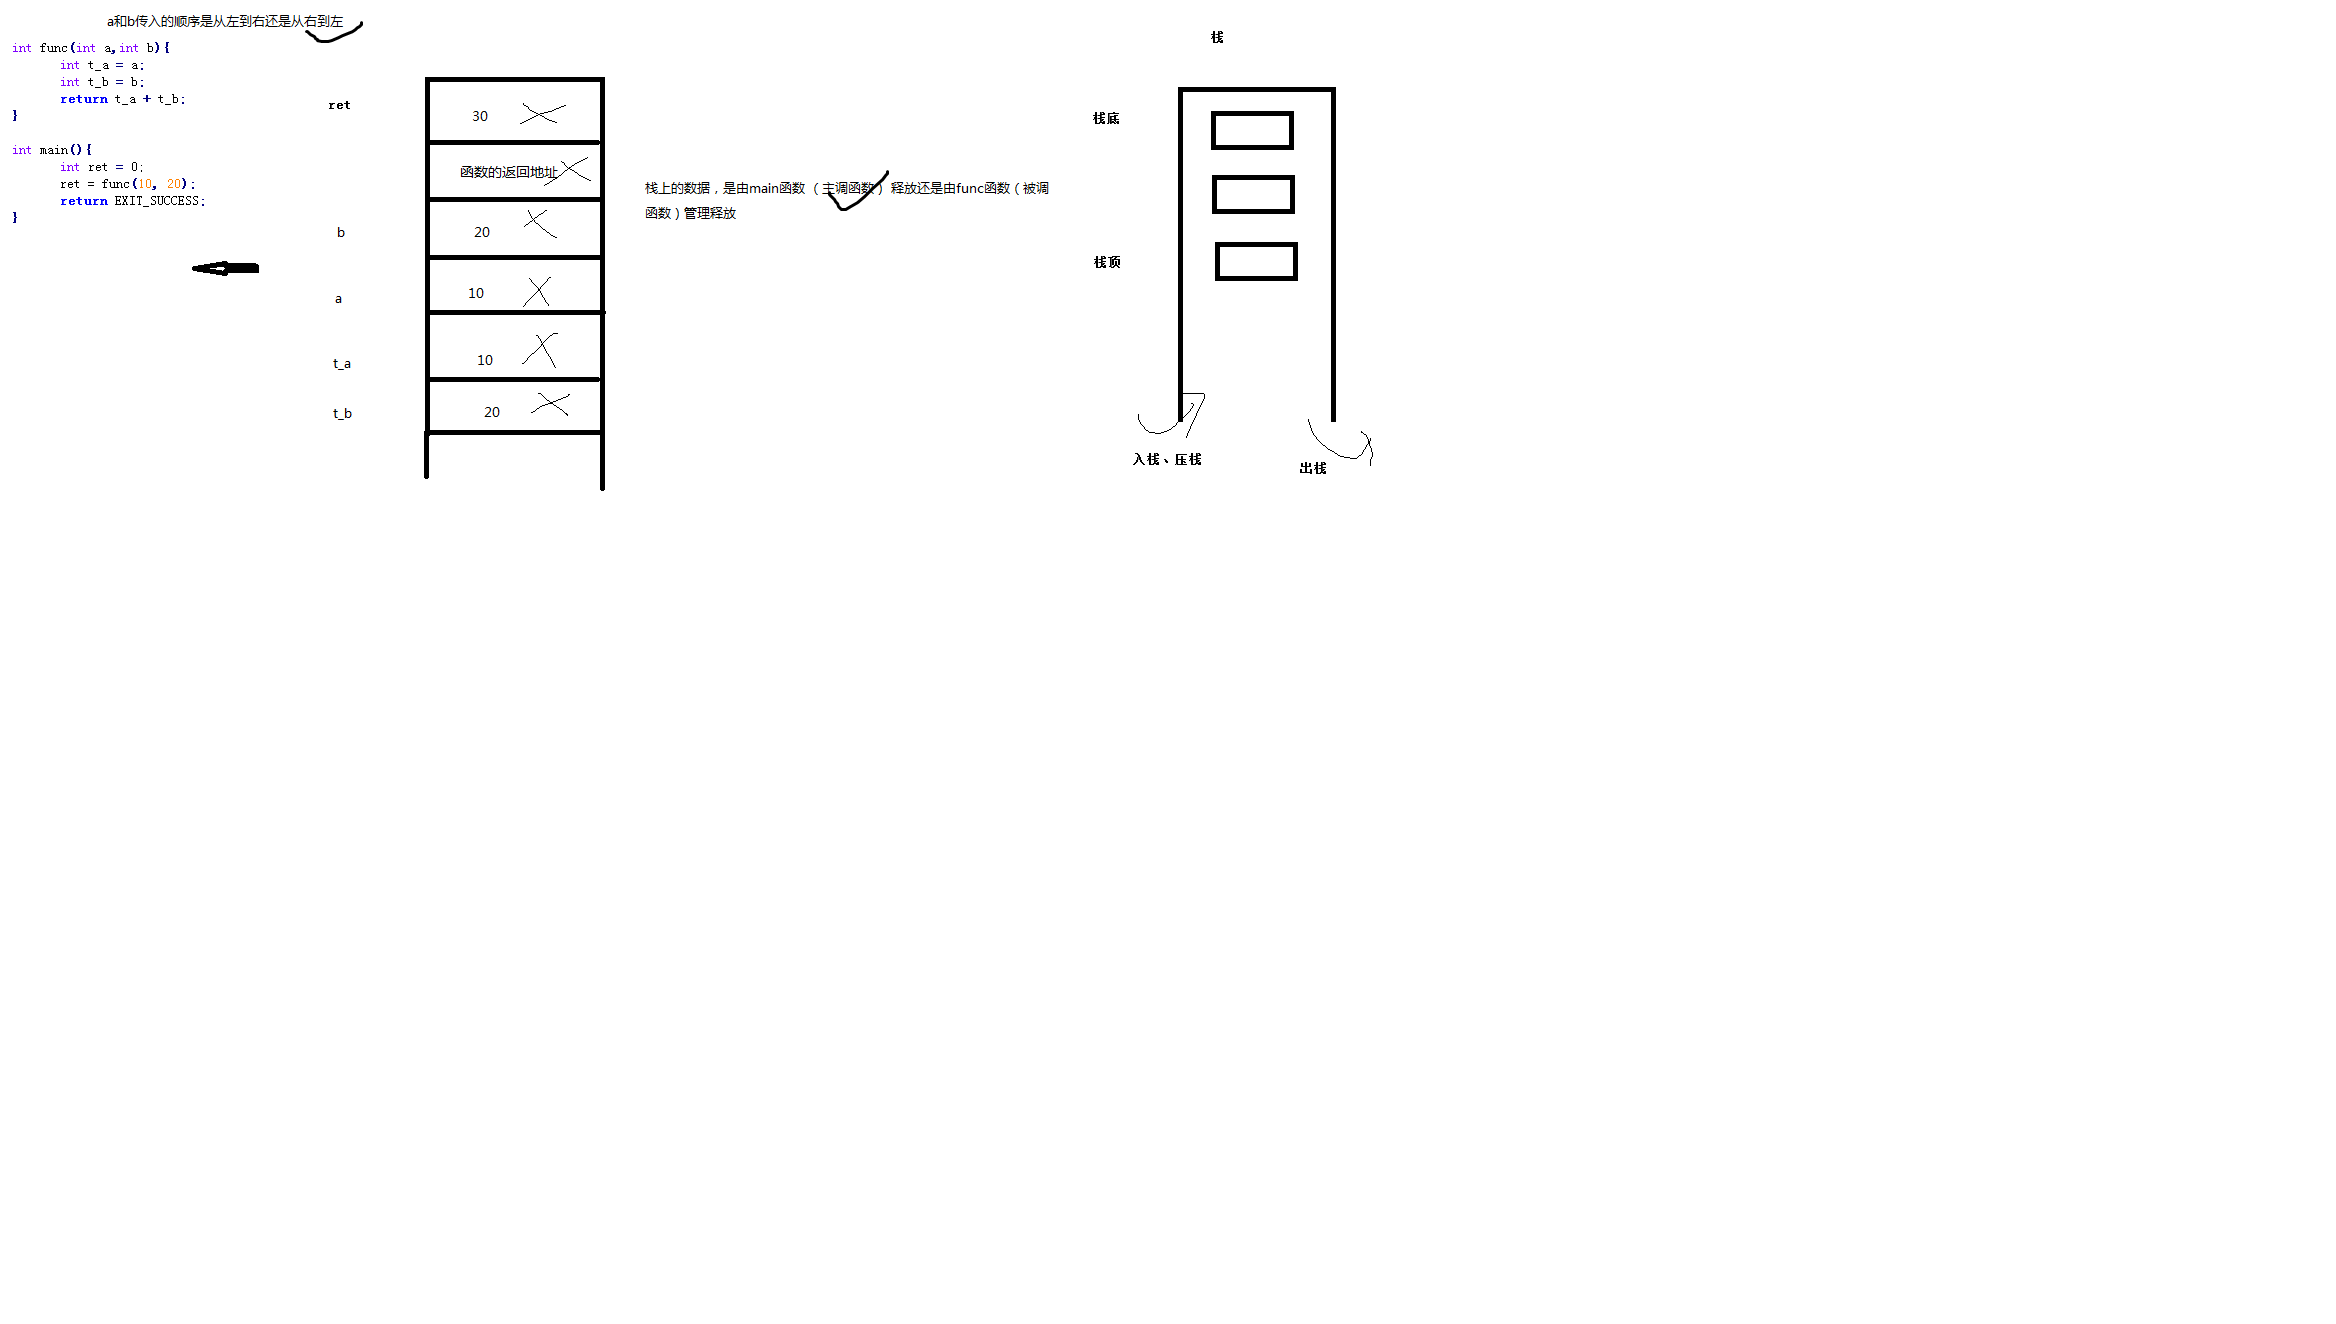 a和b传入的顺序是从左到右还是从右到左
int func(int a,int b){
int t_a = a;
int t_b = b;
return t_a + t_b;
}
int main(){
int ret = 0;
ret = func(10, 20);
return EXIT_SUCCESS;
}
ret
30
函数的返回地址
b
20
a
10
t_a
10
t_b
20
栈上的数据，是由main函数（主调函数）释放还是由func函数（被调
函数）管理释放
栈
栈底
栈顶
入栈、压栈
出栈